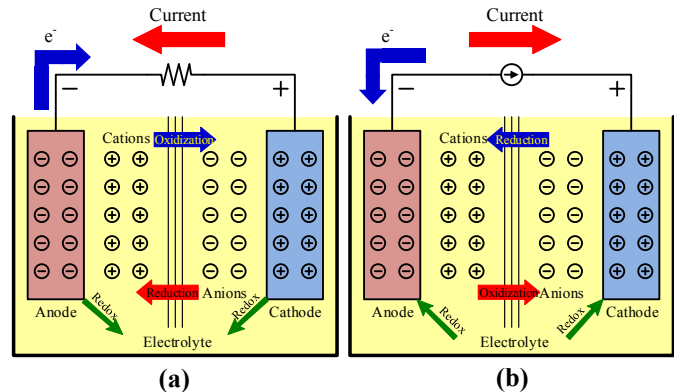 Current
e-
−
+
Cations
Oxidization
Reduction
Anions
Anode
Redox
Redox
Cathode
Electrolyte
(a)
Current
e-
−
+
Cations
Reduction
Oxidization
Anions
Anode
Redox
Redox
Cathode
Electrolyte
(b)